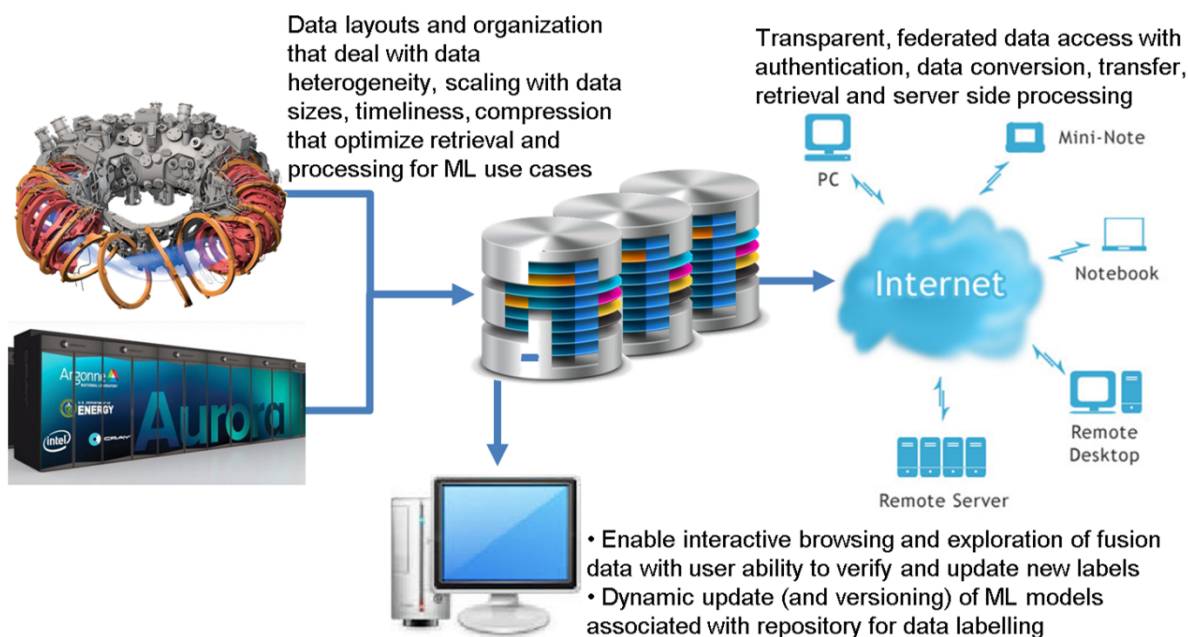 Data layouts and organization
that deal with data
heterogeneity, scaling with data
sizes, timeliness, compression
that optimize retrieval and
processing for ML use cases
Transparent, federated data access with
authentication, data conversion, transfer,
retrieval and server side processing
PC
Mini-Note
Internet
Notebook
Remote
Desktop
Remote Server
Argonne
NATIONAL LABORATORY
U.S. DEPARTMENT OF
ENERGY
intel
CRAY
Aurora
• Enable interactive browsing and exploration of fusion
data with user ability to verify and update new labels
• Dynamic update (and versioning) of ML models
associated with repository for data labelling